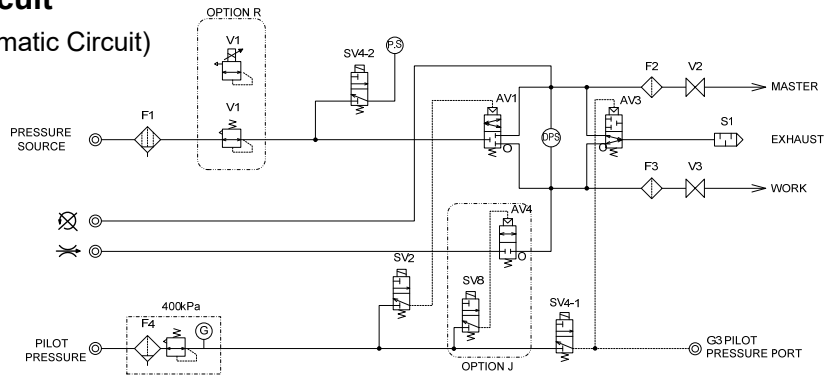 cuit
matic Circuit)
OPTION R
V1
V1
SV4-2
P.S
F1
PRESSURE
SOURCE
AV1
DPS
AV3
F2
V2
MASTER
S1
EXHAUST
F3
V3
WORK
AV4
SV2
SV8
SV4-1
OPTION J
400kPa
F4
G
PILOT
PRESSURE
G3 PILOT
PRESSURE PORT